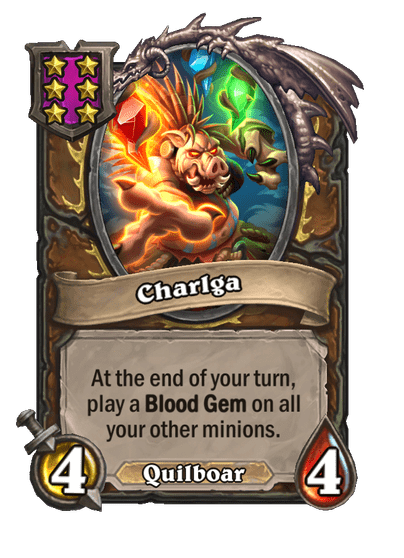 Charlga
At the end of your turn,
play a Blood Gem on all
your other minions.
4
Quilboar
4